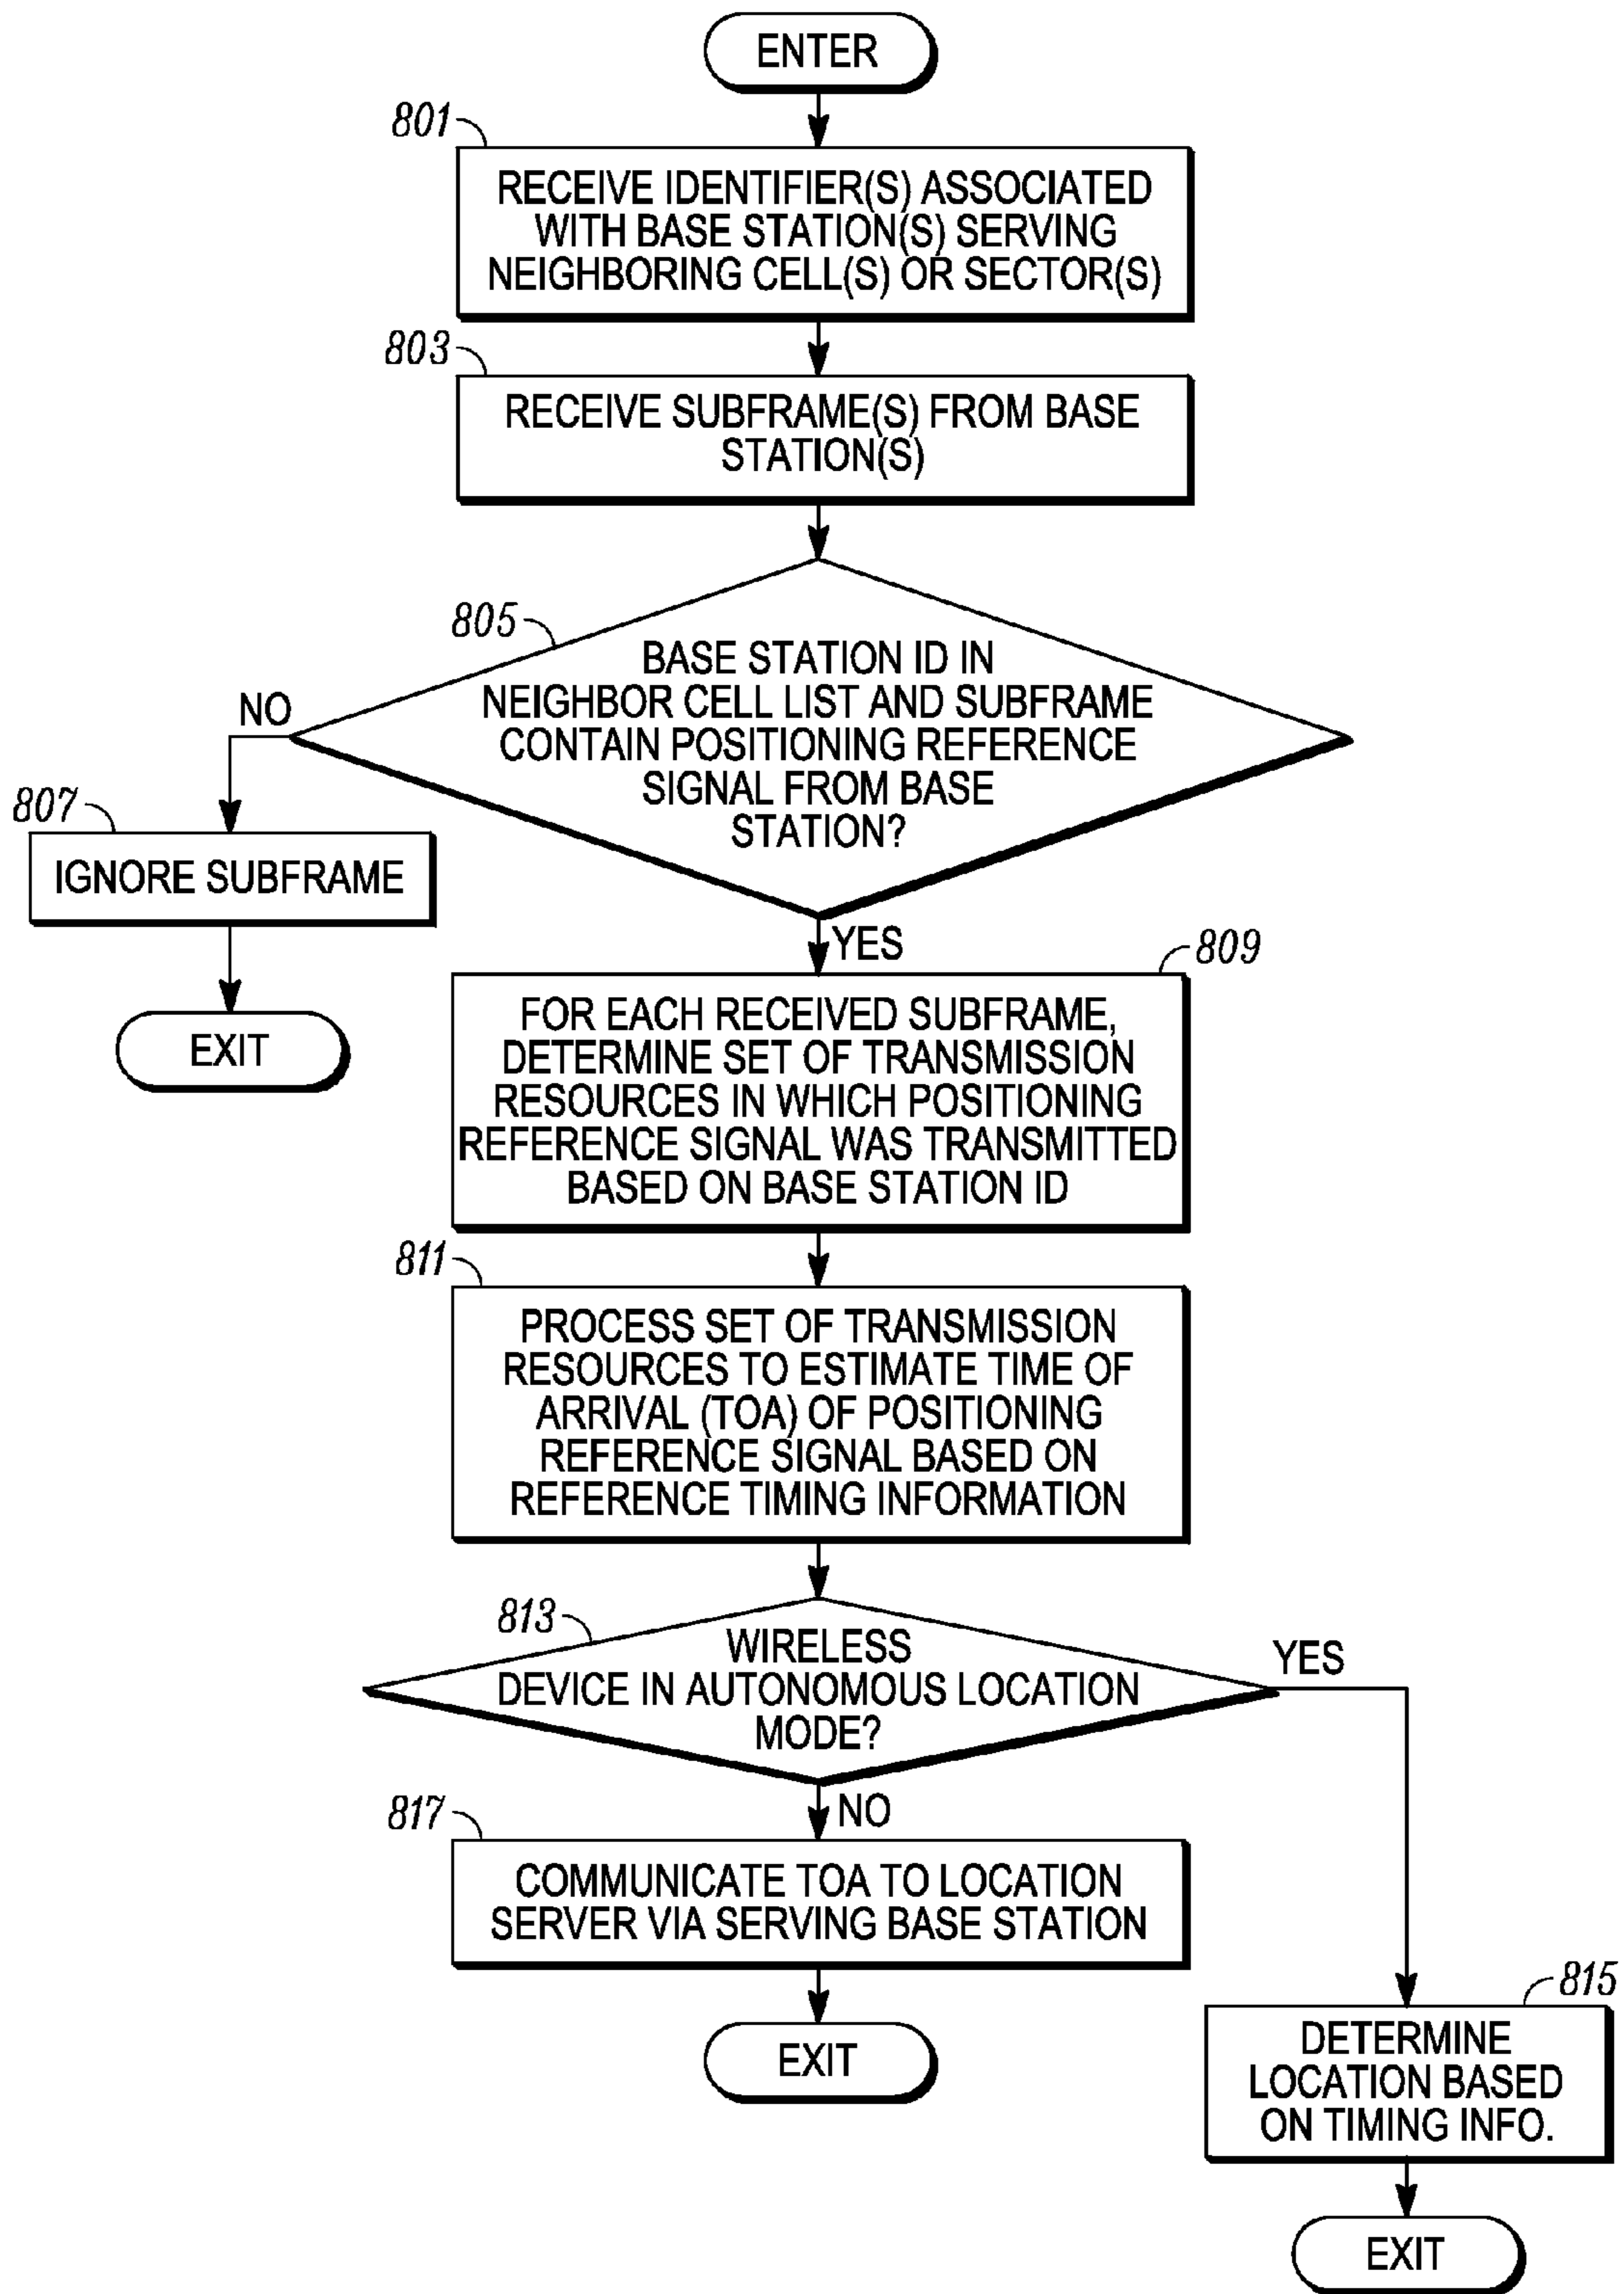 ENTER
801
RECEIVE IDENTIFIER(S) ASSOCIATED
WITH BASE STATION(S) SERVING
NEIGHBORING CELL(S) OR SECTOR(S)
803
RECEIVE SUBFRAME(S) FROM BASE
STATION(S)
805
BASE STATION ID IN
NEIGHBOR CELL LIST AND SUBFRAME
CONTAIN POSITIONING REFERENCE
SIGNAL FROM BASE
STATION?
NO
807
IGNORE SUBFRAME
EXIT
YES
809
FOR EACH RECEIVED SUBFRAME,
DETERMINE SET OF TRANSMISSION
RESOURCES IN WHICH POSITIONING
REFERENCE SIGNAL WAS TRANSMITTED
BASED ON BASE STATION ID
811
PROCESS SET OF TRANSMISSION
RESOURCES TO ESTIMATE TIME OF
ARRIVAL (TOA) OF POSITIONING
REFERENCE SIGNAL BASED ON
REFERENCE TIMING INFORMATION
813
WIRELESS
DEVICE IN AUTONOMOUS LOCATION
MODE?
YES
NO
817
COMMUNICATE TOA TO LOCATION
SERVER VIA SERVING BASE STATION
EXIT
815
DETERMINE
LOCATION BASED
ON TIMING INFO.
EXIT